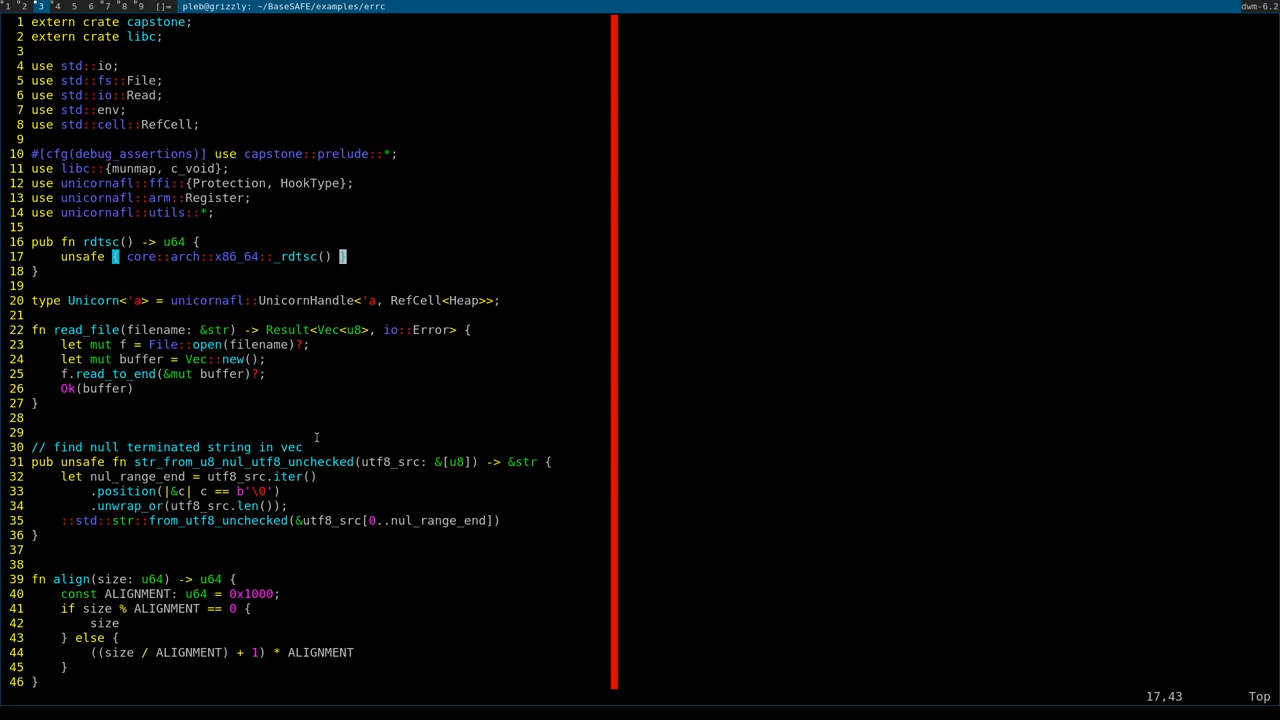 1 2 3 4 5 6 7 8 9 []= pleb@grizzly: ~/BaseSAFE/examples/errc dwm-6.2
1 extern crate capstone;
2 extern crate libc;
3
4 use std::io;
5 use std::fs::File;
6 use std::io::Read;
7 use std::env;
8 use std::cell::RefCell;
9
10 #[cfg(debug_assertions)] use capstone::prelude::*;
11 use libc::{munmap, c_void};
12 use unicornafl::ffi::{Protection, HookType};
13 use unicornafl::arm::Register;
14 use unicornafl::utils::*;
15
16 pub fn rdtsc() -> u64 {
17     unsafe { core::arch::x86_64::_rdtsc() }
18 }
19
20 type Unicorn<'a> = unicornafl::UnicornHandle<'a, RefCell<Heap>>;
21
22 fn read_file(filename: &str) -> Result<Vec<u8>, io::Error> {
23     let mut f = File::open(filename)?;
24     let mut buffer = Vec::new();
25     f.read_to_end(&mut buffer)?;
26     Ok(buffer)
27 }
28
29
30 // find null terminated string in vec
31 pub unsafe fn str_from_u8_nul_utf8_unchecked(utf8_src: &[u8]) -> &str {
32     let nul_range_end = utf8_src.iter()
33         .position(|&c| c == b'\0')
34         .unwrap_or(utf8_src.len());
35     ::std::str::from_utf8_unchecked(&utf8_src[0..nul_range_end])
36 }
37
38
39 fn align(size: u64) -> u64 {
40     const ALIGNMENT: u64 = 0x1000;
41     if size % ALIGNMENT == 0 {
42         size
43     } else {
44         ((size / ALIGNMENT) + 1) * ALIGNMENT
45     }
46 }
17,43 Top